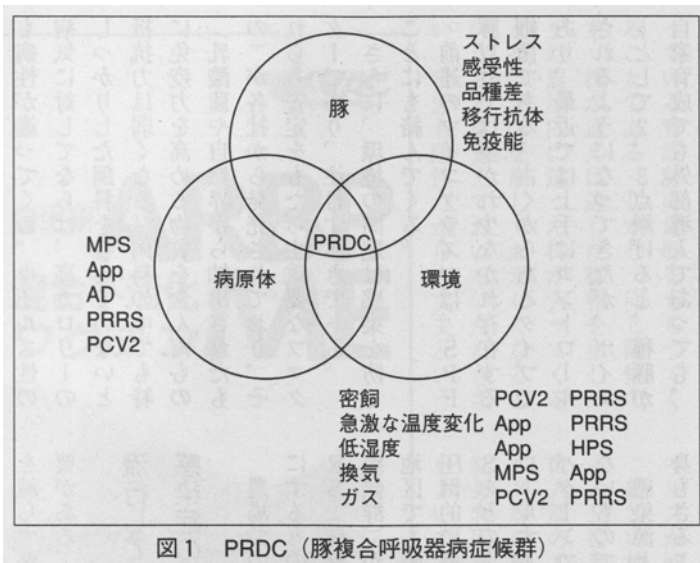 ストレス
感受性
品種差
移行抗体
免疫能
豚
PRDC
病原体
環境
MPS
App
AD
PRRS
PCV2
密飼 PCV2 PRRS
急激な温度変化 App PRRS
低湿度 App HPS
換気 MPS App
ガス PCV2 PRRS
図1 PRDC（豚複合呼吸器病症候群）